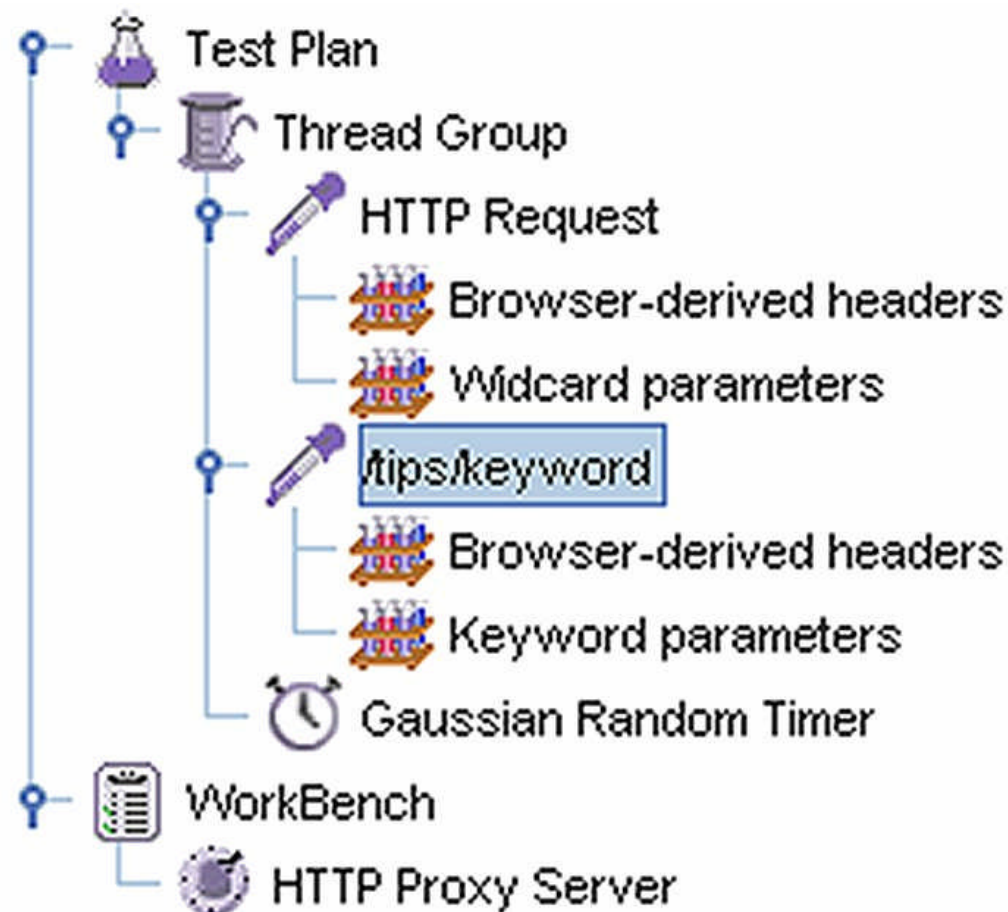 Test Plan
Thread Group
HTTP Request
Browser-derived headers
Widcard parameters
/tips/keyword
Browser-derived headers
Keyword parameters
Gaussian Random Timer
WorkBench
HTTP Proxy Server